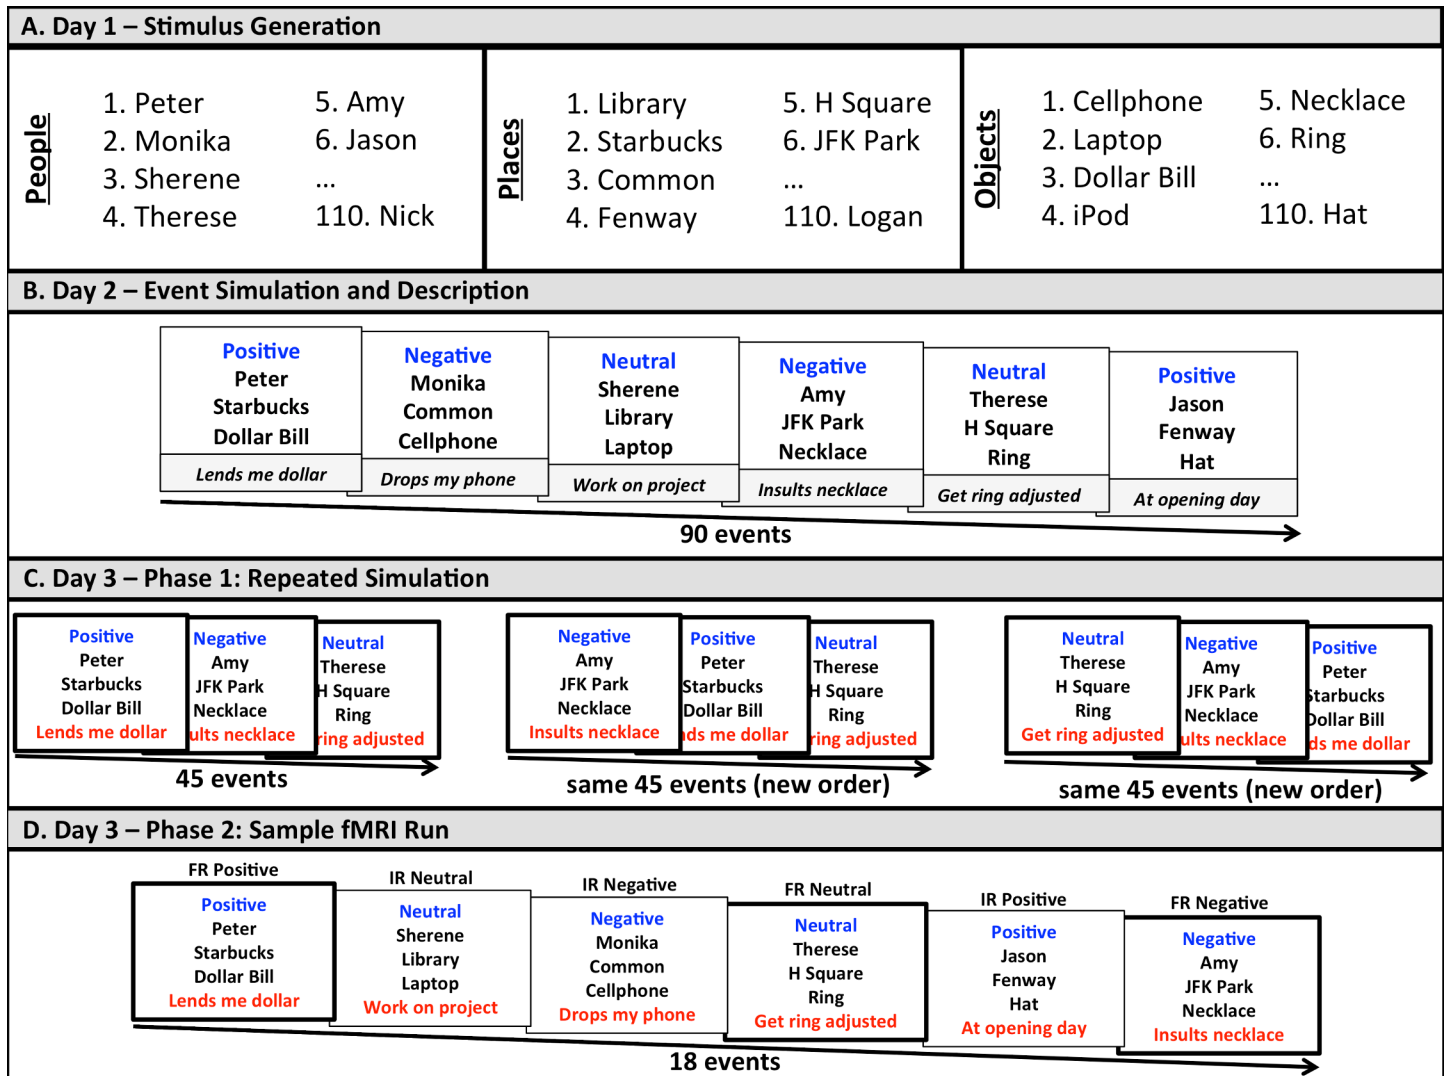 A. Day 1 – Stimulus Generation
People
1. Peter
2. Monika
3. Sherene
4. Therese
5. Amy
6. Jason
...
110. Nick
Places
1. Library
2. Starbucks
3. Common
4. Fenway
5. H Square
6. JFK Park
...
110. Logan
Objects
1. Cellphone
2. Laptop
3. Dollar Bill
4. iPod
5. Necklace
6. Ring
...
110. Hat
B. Day 2 – Event Simulation and Description
Positive
Peter
Starbucks
Dollar Bill
Lends me dollar
Negative
Monika
Common
Cellphone
Drops my phone
Neutral
Sherene
Library
Laptop
Work on project
Negative
Amy
JFK Park
Necklace
Insults necklace
Neutral
Therese
H Square
Ring
Get ring adjusted
Positive
Jason
Fenway
Hat
At opening day
90 events
C. Day 3 – Phase 1: Repeated Simulation
Positive
Peter
Starbucks
Dollar Bill
Lends me dollar
Negative
Amy
JFK Park
Necklace
ults necklace
Neutral
Therese
H Square
Ring
ring adjusted
45 events
Negative
Amy
JFK Park
Necklace
Insults necklace
Positive
Peter
Starbucks
Dollar Bill
ds me dollar
Neutral
Therese
H Square
Ring
ring adjusted
same 45 events (new order)
Neutral
Therese
H Square
Ring
Get ring adjusted
Negative
Amy
JFK Park
Necklace
ults necklace
Positive
Peter
Starbucks
Dollar Bill
ds me dollar
same 45 events (new order)
D. Day 3 – Phase 2: Sample fMRI Run
FR Positive
Positive
Peter
Starbucks
Dollar Bill
Lends me dollar
IR Neutral
Neutral
Sherene
Library
Laptop
Work on project
IR Negative
Negative
Monika
Common
Cellphone
Drops my phone
FR Neutral
Neutral
Therese
H Square
Ring
Get ring adjusted
IR Positive
Positive
Jason
Fenway
Hat
At opening day
FR Negative
Negative
Amy
JFK Park
Necklace
Insults necklace
18 events